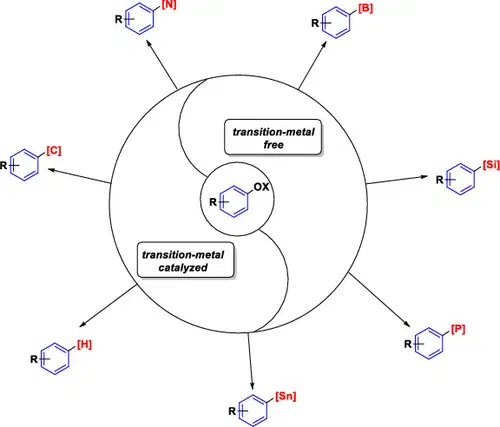 [N]
R
[B]
R
transition-metal
free
[C]
R
[Si]
R
OX
R
transition-metal
catalyzed
[H]
R
[P]
R
[Sn]
R